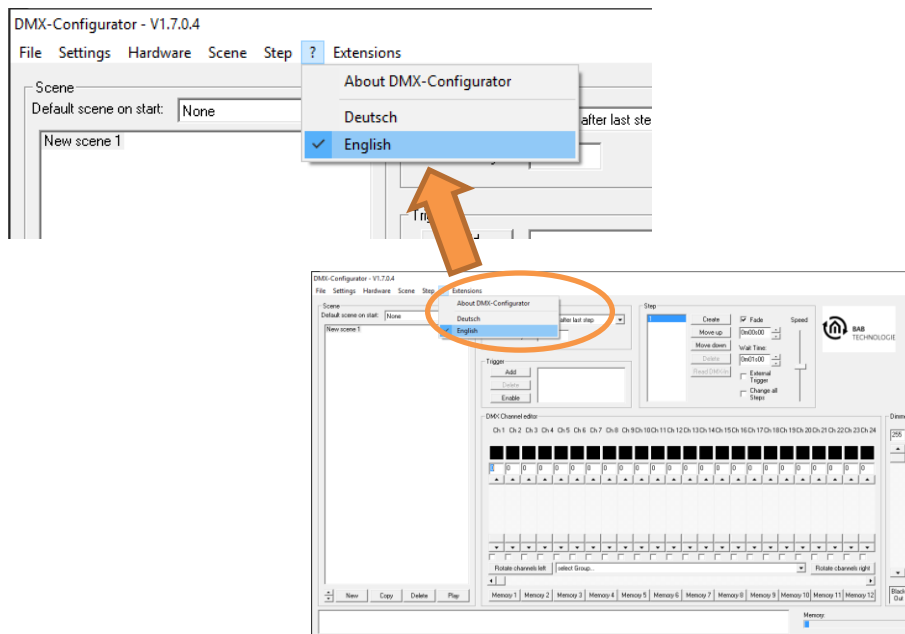 DMX-Configurator - V1.7.0.4
File Settings Hardware Scene Step ? Extensions
About DMX-Configurator
Deutsch
English
Scene
Default scene on start: None
after last ste
New scene 1
DMX-Configurator - V1.7.0.4
File Settings Hardware Scene Step Extensions
About DMX-Configurator
Deutsch
English
Scene
Default scene on start: None
New scene 1
after last step
New Copy Delete Play
Trigger
Add
Delete
Enable
Step
1
Create
Move up
Move down
Delete
Read DMX-In
Fade
0m00s00
Wait Time:
0m01s00
External Trigger
Change all Steps
Speed
BAB
TECHNOLOGIE
DMX Channel editor
Ch 1 Ch 2 Ch 3 Ch 4 Ch 5 Ch 6 Ch 7 Ch 8 Ch 9 Ch 10 Ch 11 Ch 12 Ch 13 Ch 14 Ch 15 Ch 16 Ch 17 Ch 18 Ch 19 Ch 20 Ch 21 Ch 22 Ch 23 Ch 24
0 0 0 0 0 0 0 0 0 0 0 0 0 0 0 0 0 0 0 0 0 0 0 0
Rotate channels left select Group... Rotate channels right
Memory 1 Memory 2 Memory 3 Memory 4 Memory 5 Memory 6 Memory 7 Memory 8 Memory 9 Memory 10 Memory 11 Memory 12
Dimme
255
Black
Out
Memory: